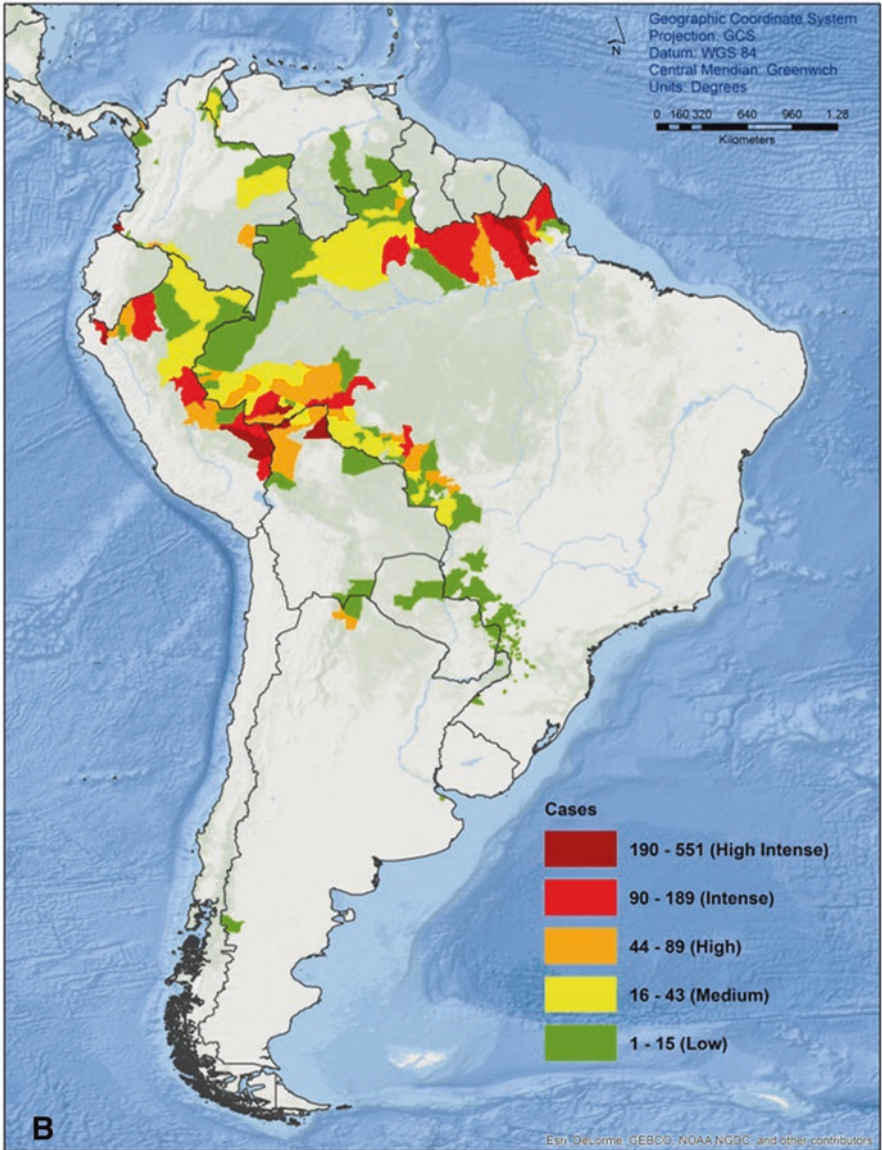 Geographic Coordinate System
Projection: GCS
Datum: WGS 84
Central Meridian: Greenwich
Units: Degrees
N
0 160 320 640 960 1.28
Kilometers
Cases
190 - 551 (High Intense)
90 - 189 (Intense)
44 - 89 (High)
16 - 43 (Medium)
1 - 15 (Low)
B
Esri, DeLorme, GEBCO, NOAA NGDC, and other contributors